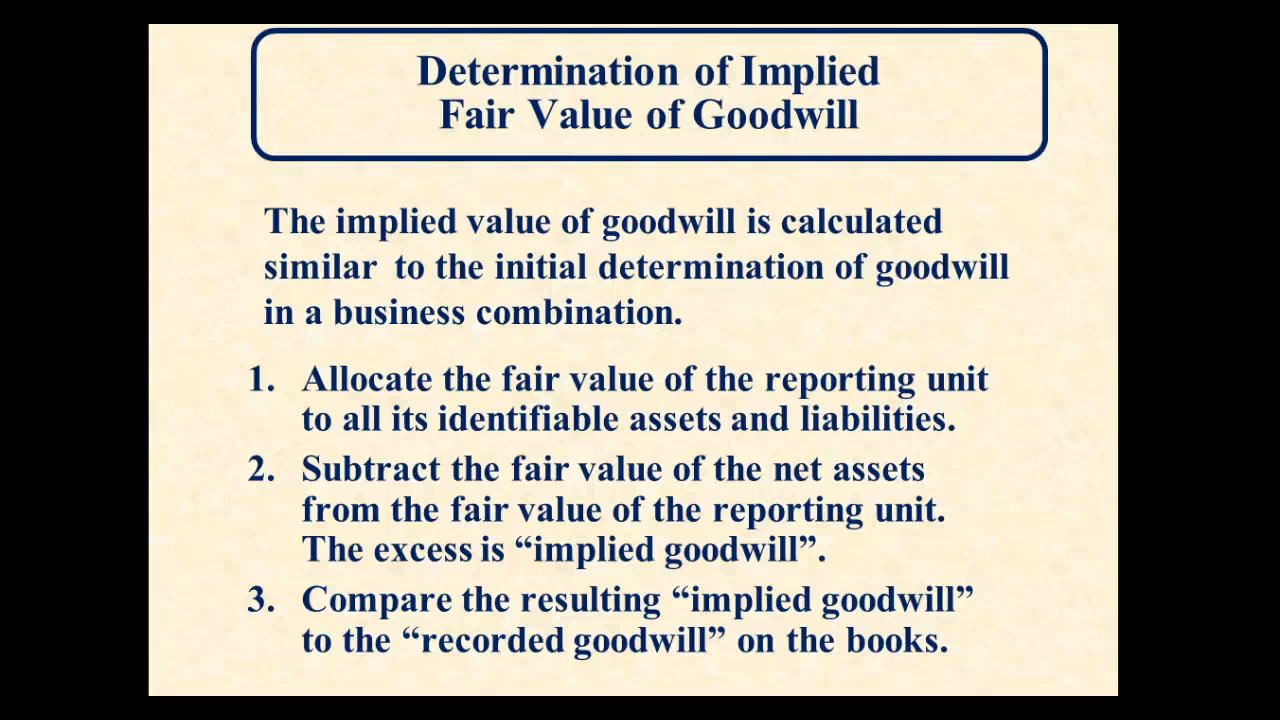 Determination of Implied
Fair Value of Goodwill
The implied value of goodwill is calculated
similar to the initial determination of goodwill
in a business combination.
1. Allocate the fair value of the reporting unit
to all its identifiable assets and liabilities.
2. Subtract the fair value of the net assets
from the fair value of the reporting unit.
The excess is “implied goodwill”.
3. Compare the resulting “implied goodwill”
to the “recorded goodwill” on the books.